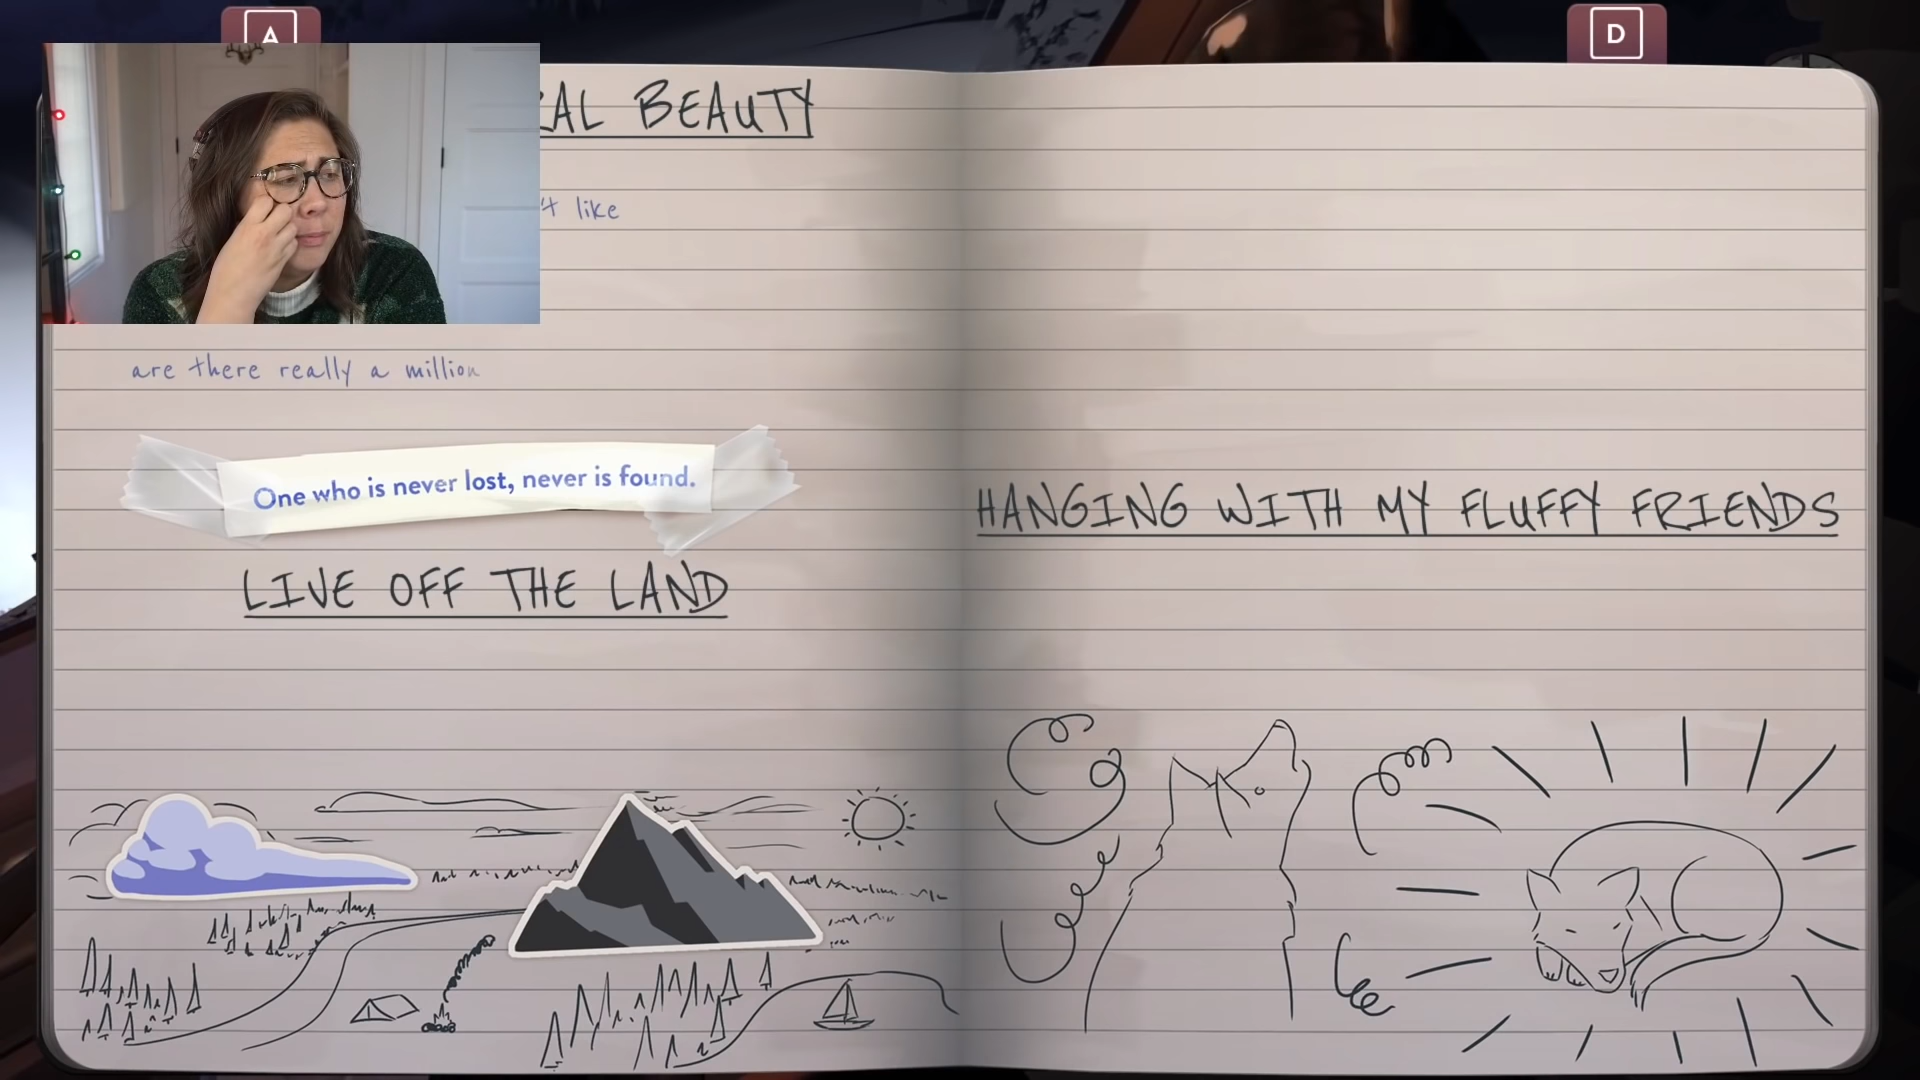 A
D
BEAUTY
like
are there really a million
One who is never lost, never is found.
LIVE OFF THE LAND
HANGING WITH MY FLUFFY FRIENDS